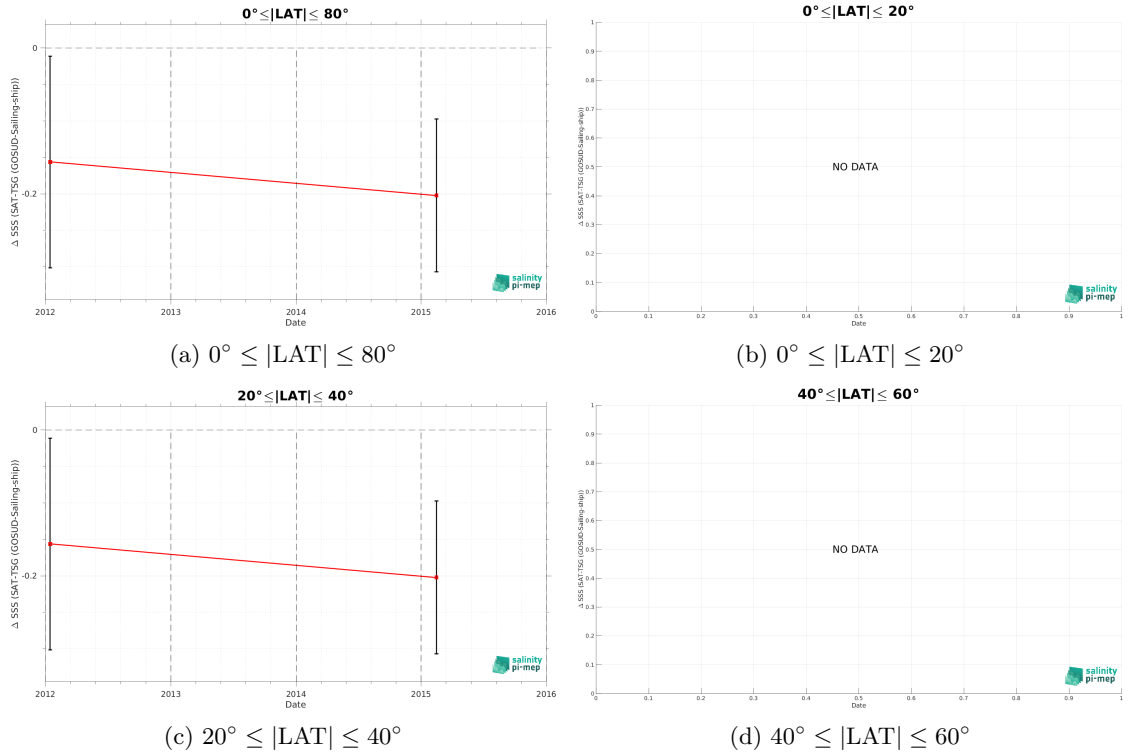 0°≤|LAT|≤ 80°
0
-0.2
Δ SSS (SAT-TSG (GOSUD-Sailing-ship))
2012 2013 2014 2015 2016
Date
salinity
pi-mep
(a) 0° ≤ |LAT| ≤ 80°
0°≤|LAT|≤ 20°
1
0.9
0.8
0.7
0.6
0.5
0.4
0.3
0.2
0.1
0
Δ SSS (SAT-TSG (GOSUD-Sailing-ship))
NO DATA
0 0.1 0.2 0.3 0.4 0.5 0.6 0.7 0.8 0.9 1
Date
salinity
pi-mep
(b) 0° ≤ |LAT| ≤ 20°
20°≤|LAT|≤ 40°
0
-0.2
Δ SSS (SAT-TSG (GOSUD-Sailing-ship))
2012 2013 2014 2015 2016
Date
salinity
pi-mep
(c) 20° ≤ |LAT| ≤ 40°
40°≤|LAT|≤ 60°
1
0.9
0.8
0.7
0.6
0.5
0.4
0.3
0.2
0.1
0
Δ SSS (SAT-TSG (GOSUD-Sailing-ship))
NO DATA
0 0.1 0.2 0.3 0.4 0.5 0.6 0.7 0.8 0.9 1
Date
salinity
pi-mep
(d) 40° ≤ |LAT| ≤ 60°